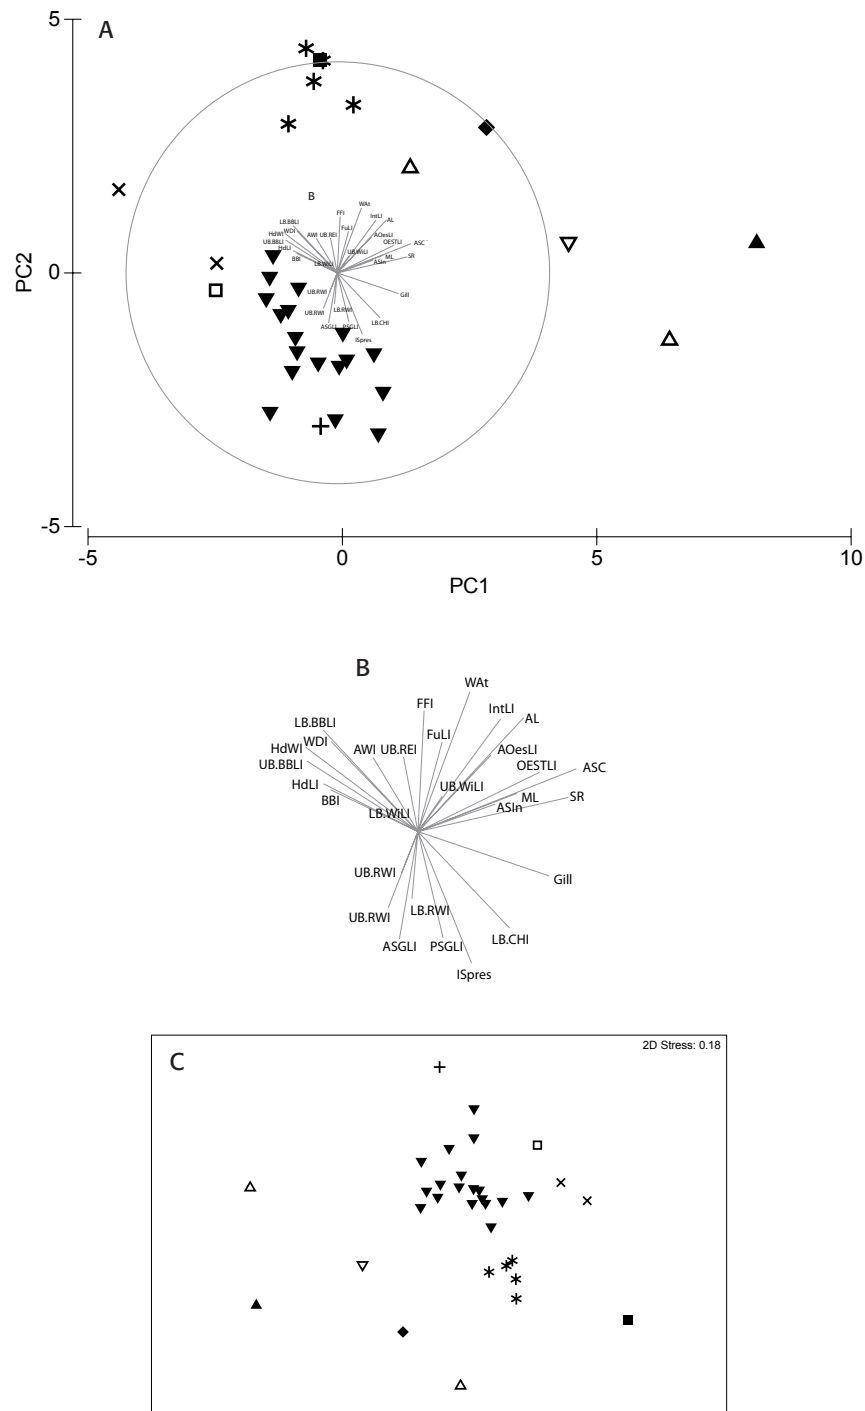 A
5
0
-5
PC2
-5
0
5
10
PC1
B
WAt
FFI
IntLI
AL
LB.BBLI
FuLI
HdWI
WDI
AWI
UB.REI
AOesLI
UB.BBLI
OESTLI
ASC
HdLI
UB.WiLI
ML
SR
BBI
LB.WiLI
ASIn
UB.RWI
Gill
UB.RWI
LB.RWI
ASGLI
PSGLI
LB.CHI
ISpres
B
WAt
FFI
IntLI
AL
LB.BBLI
FuLI
HdWI
WDI
AWI
UB.REI
AOesLI
UB.BBLI
OESTLI
ASC
HdLI
UB.WiLI
BBI
ML
SR
LB.WiLI
ASIn
UB.RWI
Gill
UB.RWI
LB.RWI
ASGLI
PSGLI
LB.CHI
ISpres
C
2D Stress: 0.18